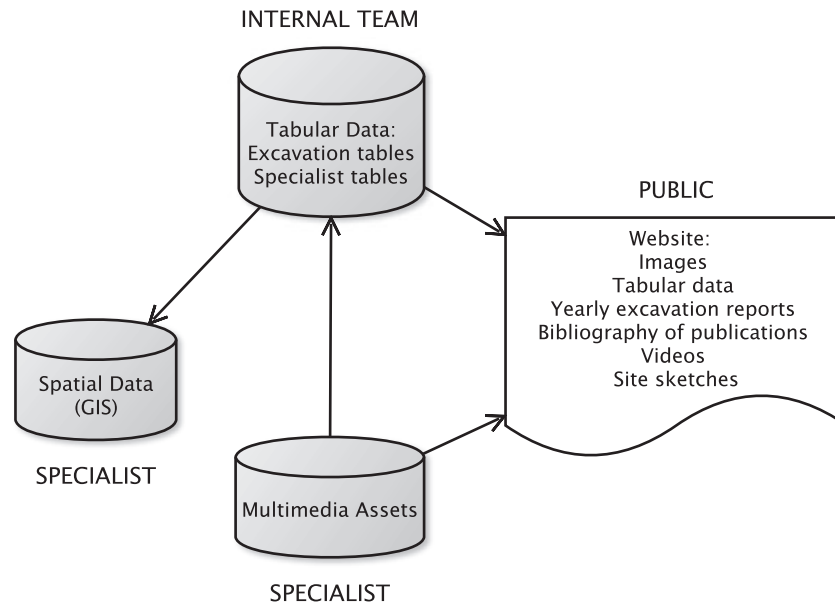 INTERNAL TEAM
Tabular Data:
Excavation tables
Specialist tables
PUBLIC
Website:
Images
Tabular data
Yearly excavation reports
Bibliography of publications
Videos
Site sketches
Spatial Data
(GIS)
SPECIALIST
Multimedia Assets
SPECIALIST